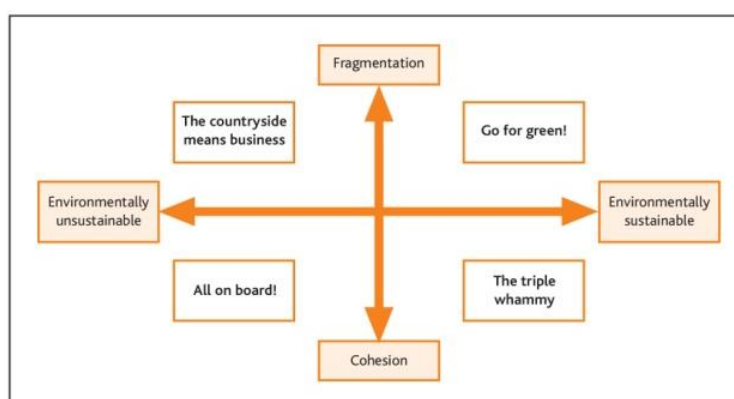 Fragmentation
The countryside
means business
Go for green!
Environmentally
unsustainable
Environmentally
sustainable
All on board!
The triple
whammy
Cohesion